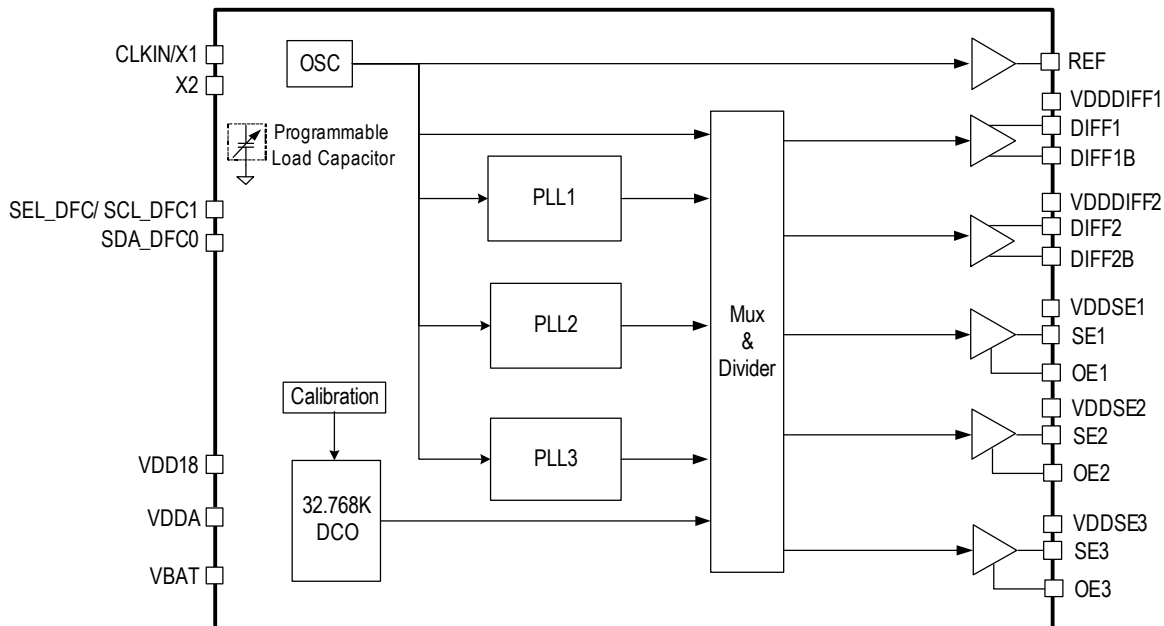 CLKIN/X1
X2
OSC
Programmable
Load Capacitor
SEL_DFC/ SCL_DFC1
SDA_DFC0
PLL1
PLL2
PLL3
Calibration
32.768K
DCO
VDD18
VDDA
VBAT
Mux
&
Divider
REF
VDDDIFF1
DIFF1
DIFF1B
VDDDIFF2
DIFF2
DIFF2B
VDDSE1
SE1
OE1
VDDSE2
SE2
OE2
VDDSE3
SE3
OE3